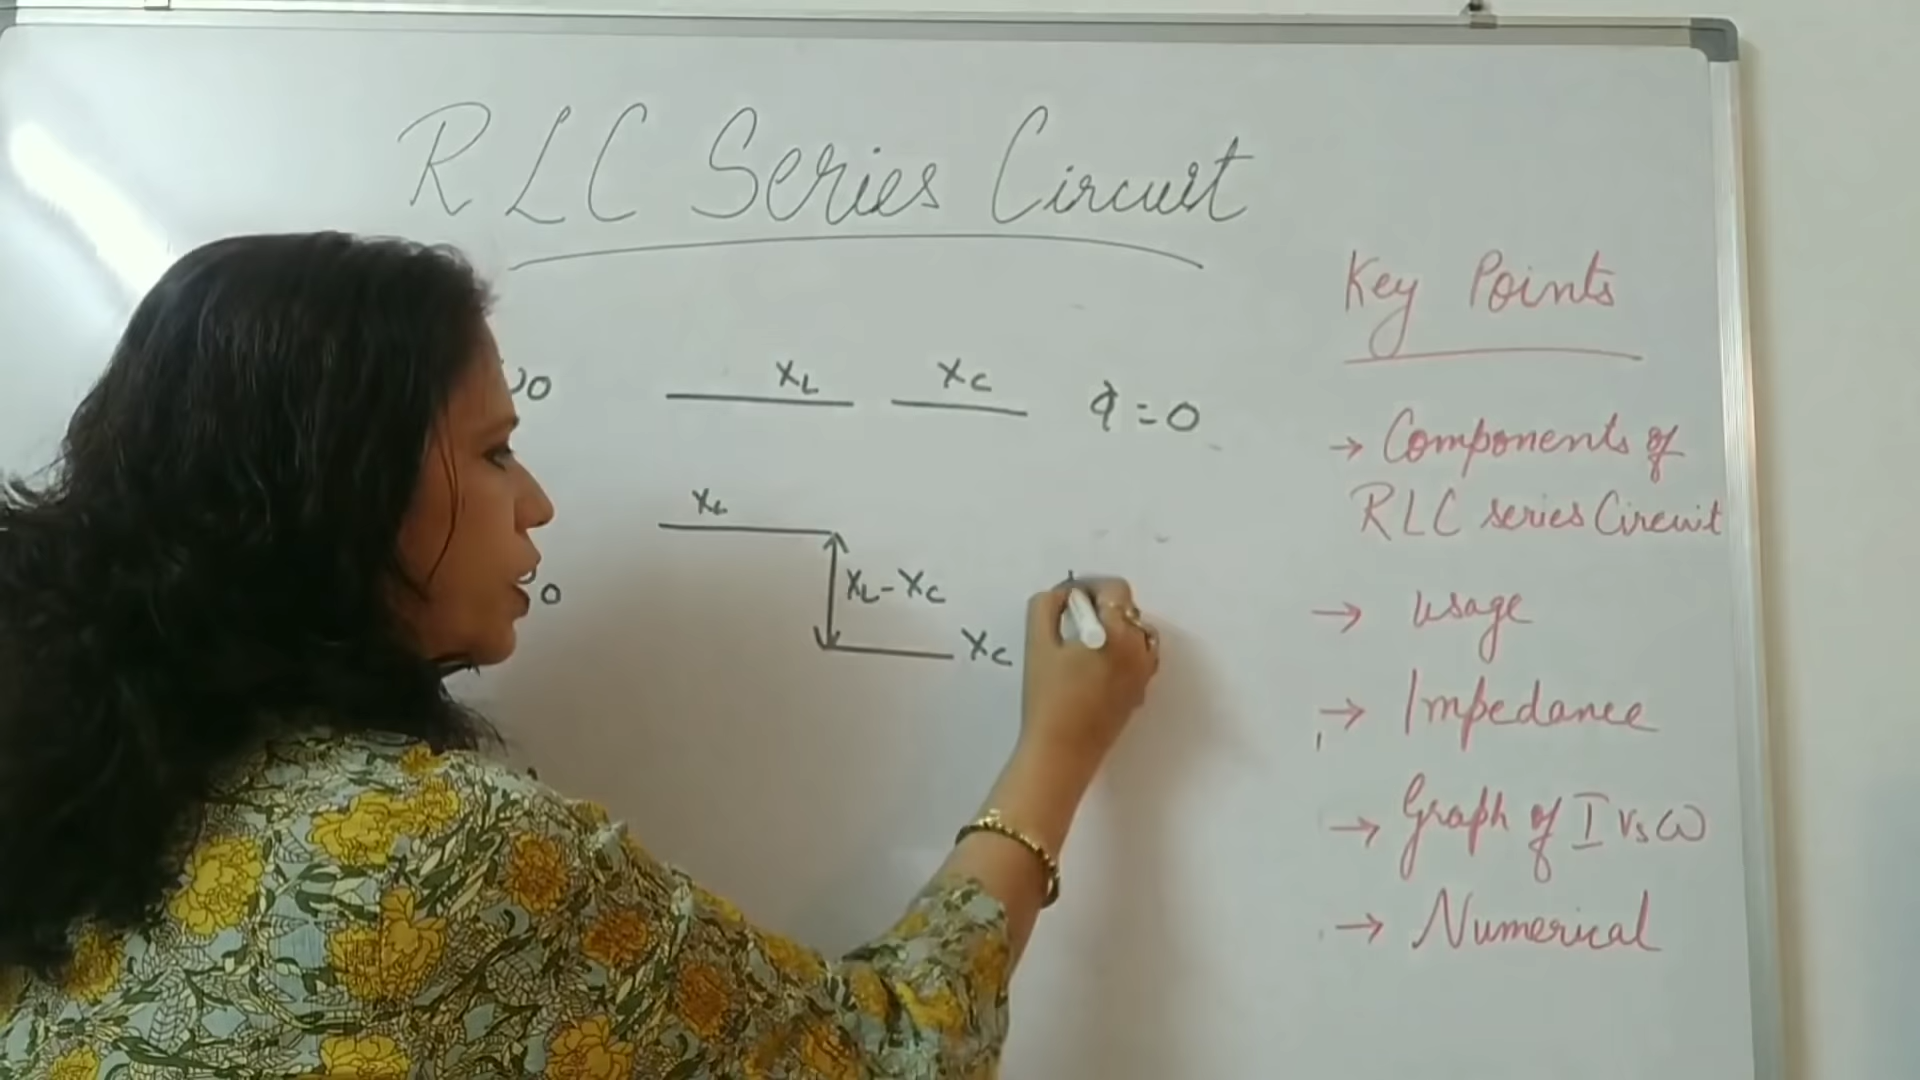 RLC Series Circuit
Key Points
XL XC φ = 0
→ Components of
RLC series Circuit
XL
XL - XC
XC
→ Usage
→ Impedance
→ Graph of I Vs ω
→ Numerical